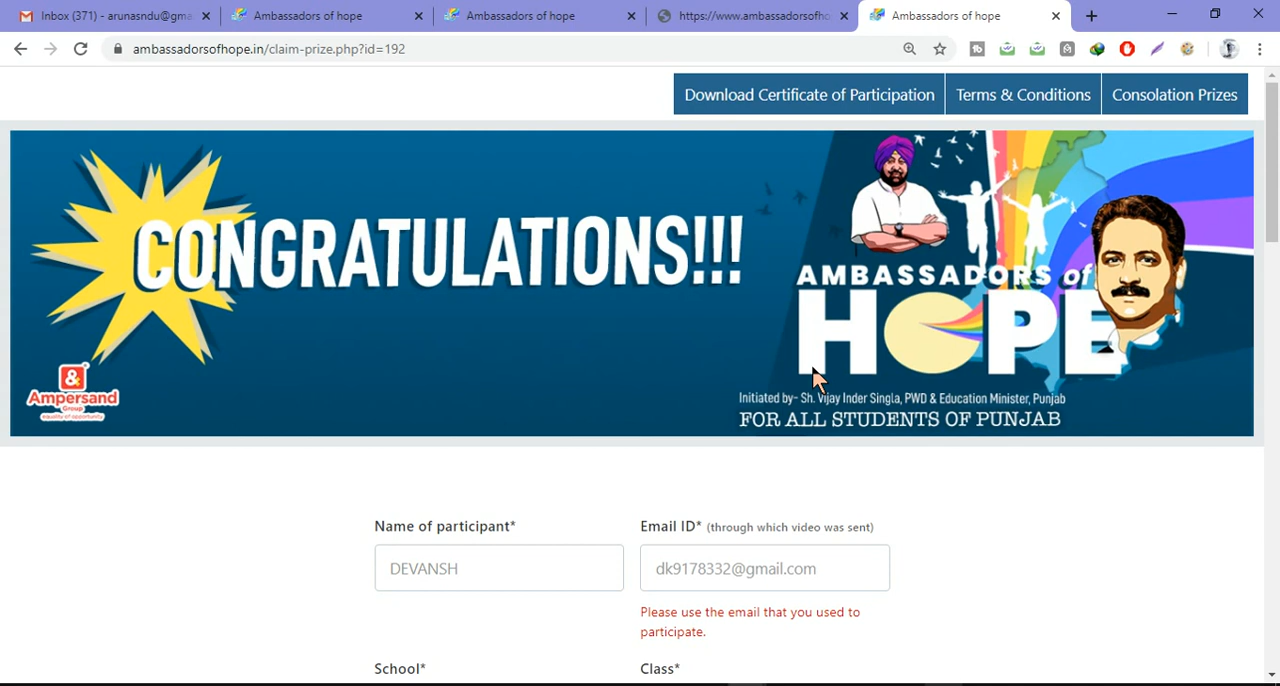 Inbox (371) - arunasndu@gma
Ambassadors of hope
Ambassadors of hope
https://www.ambassadorsofho
Ambassadors of hope
ambassadorsofhope.in/claim-prize.php?id=192
Download Certificate of Participation
Terms & Conditions
Consolation Prizes
CONGRATULATIONS!!!
AMBASSADORS of
HOPE
&
Ampersand
Group
equality of opportunity
Initiated by- Sh. Vijay Inder Singla, PWD & Education Minister, Punjab
FOR ALL STUDENTS OF PUNJAB
Name of participant*
Email ID* (through which video was sent)
DEVANSH
dk9178332@gmail.com
Please use the email that you used to
participate.
School*
Class*